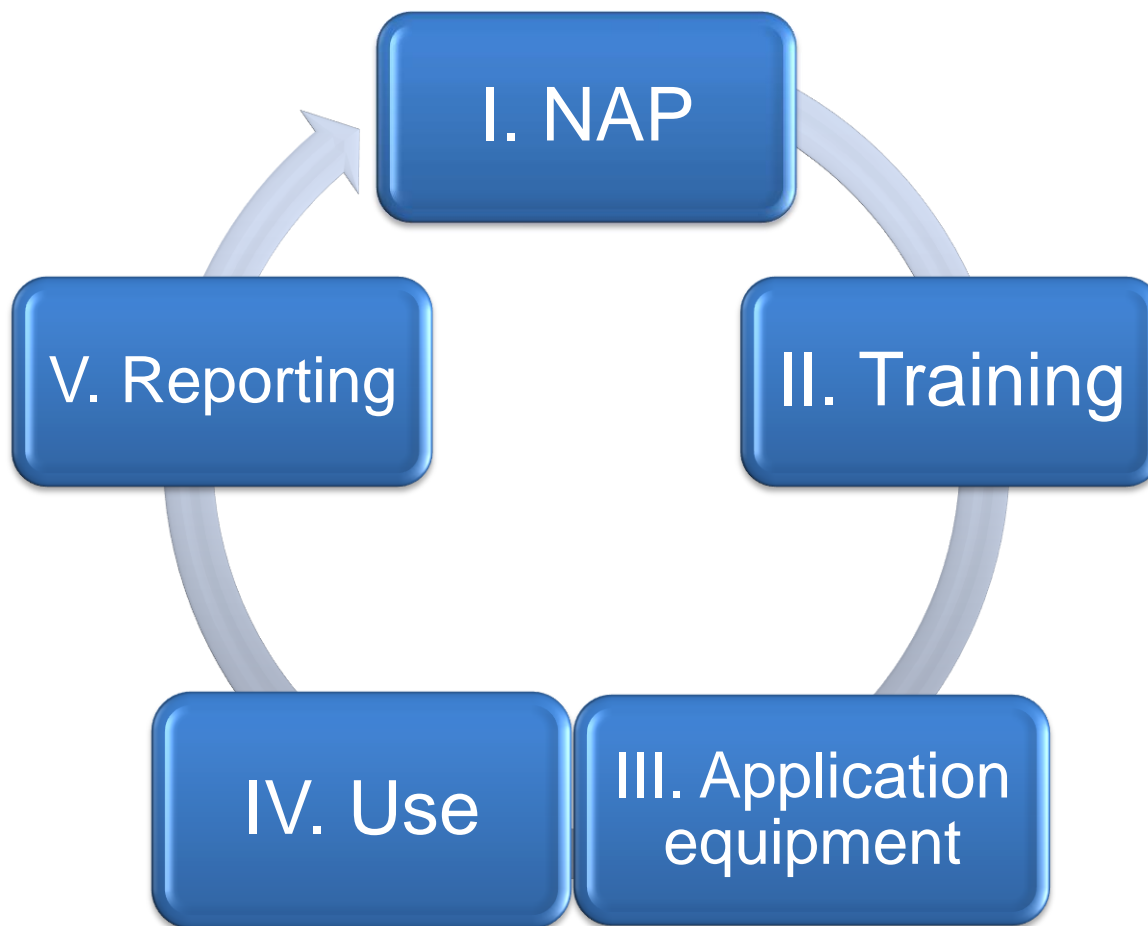 I. NAP
II. Training
III. Application
equipment
IV. Use
V. Reporting